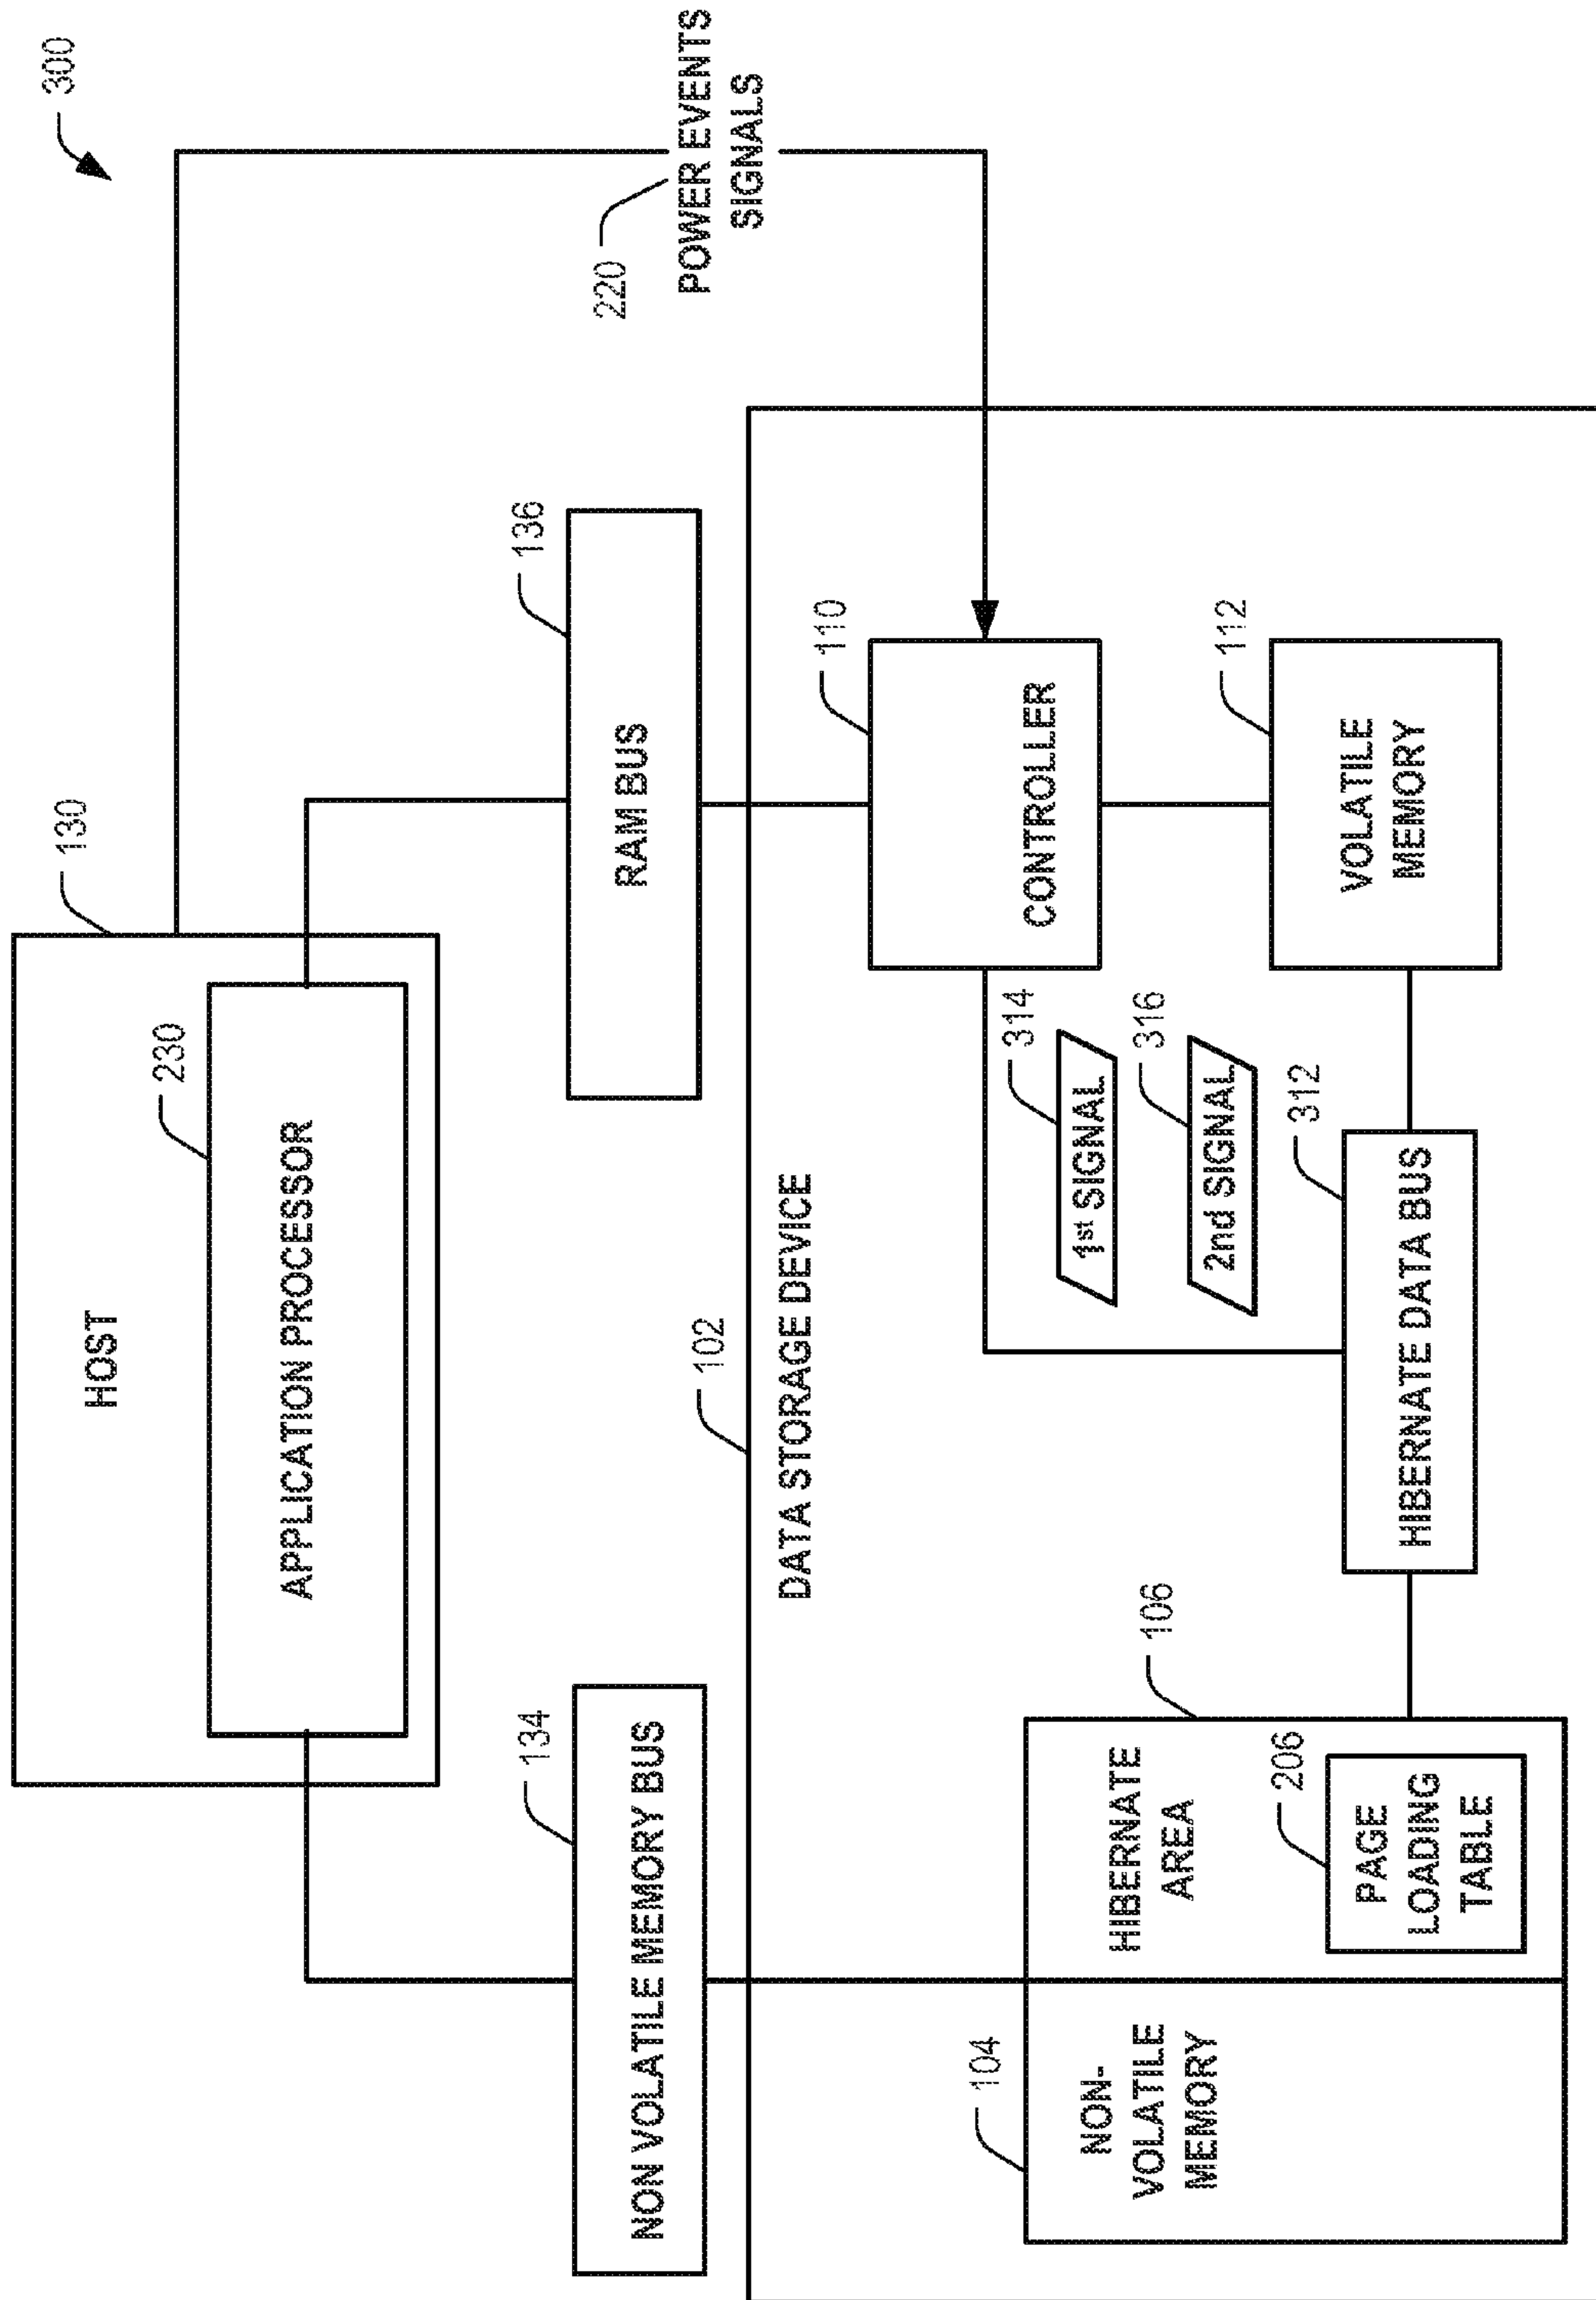 300
130
HOST
230
APPLICATION PROCESSOR
220
POWER EVENTS
SIGNALS
134
NON VOLATILE MEMORY BUS
136
RAM BUS
102
DATA STORAGE DEVICE
104
NON-
VOLATILE
MEMORY
106
HIBERNATE
AREA
206
PAGE
LOADING
TABLE
110
CONTROLLER
314
1st SIGNAL
316
2nd SIGNAL
312
HIBERNATE DATA BUS
112
VOLATILE
MEMORY